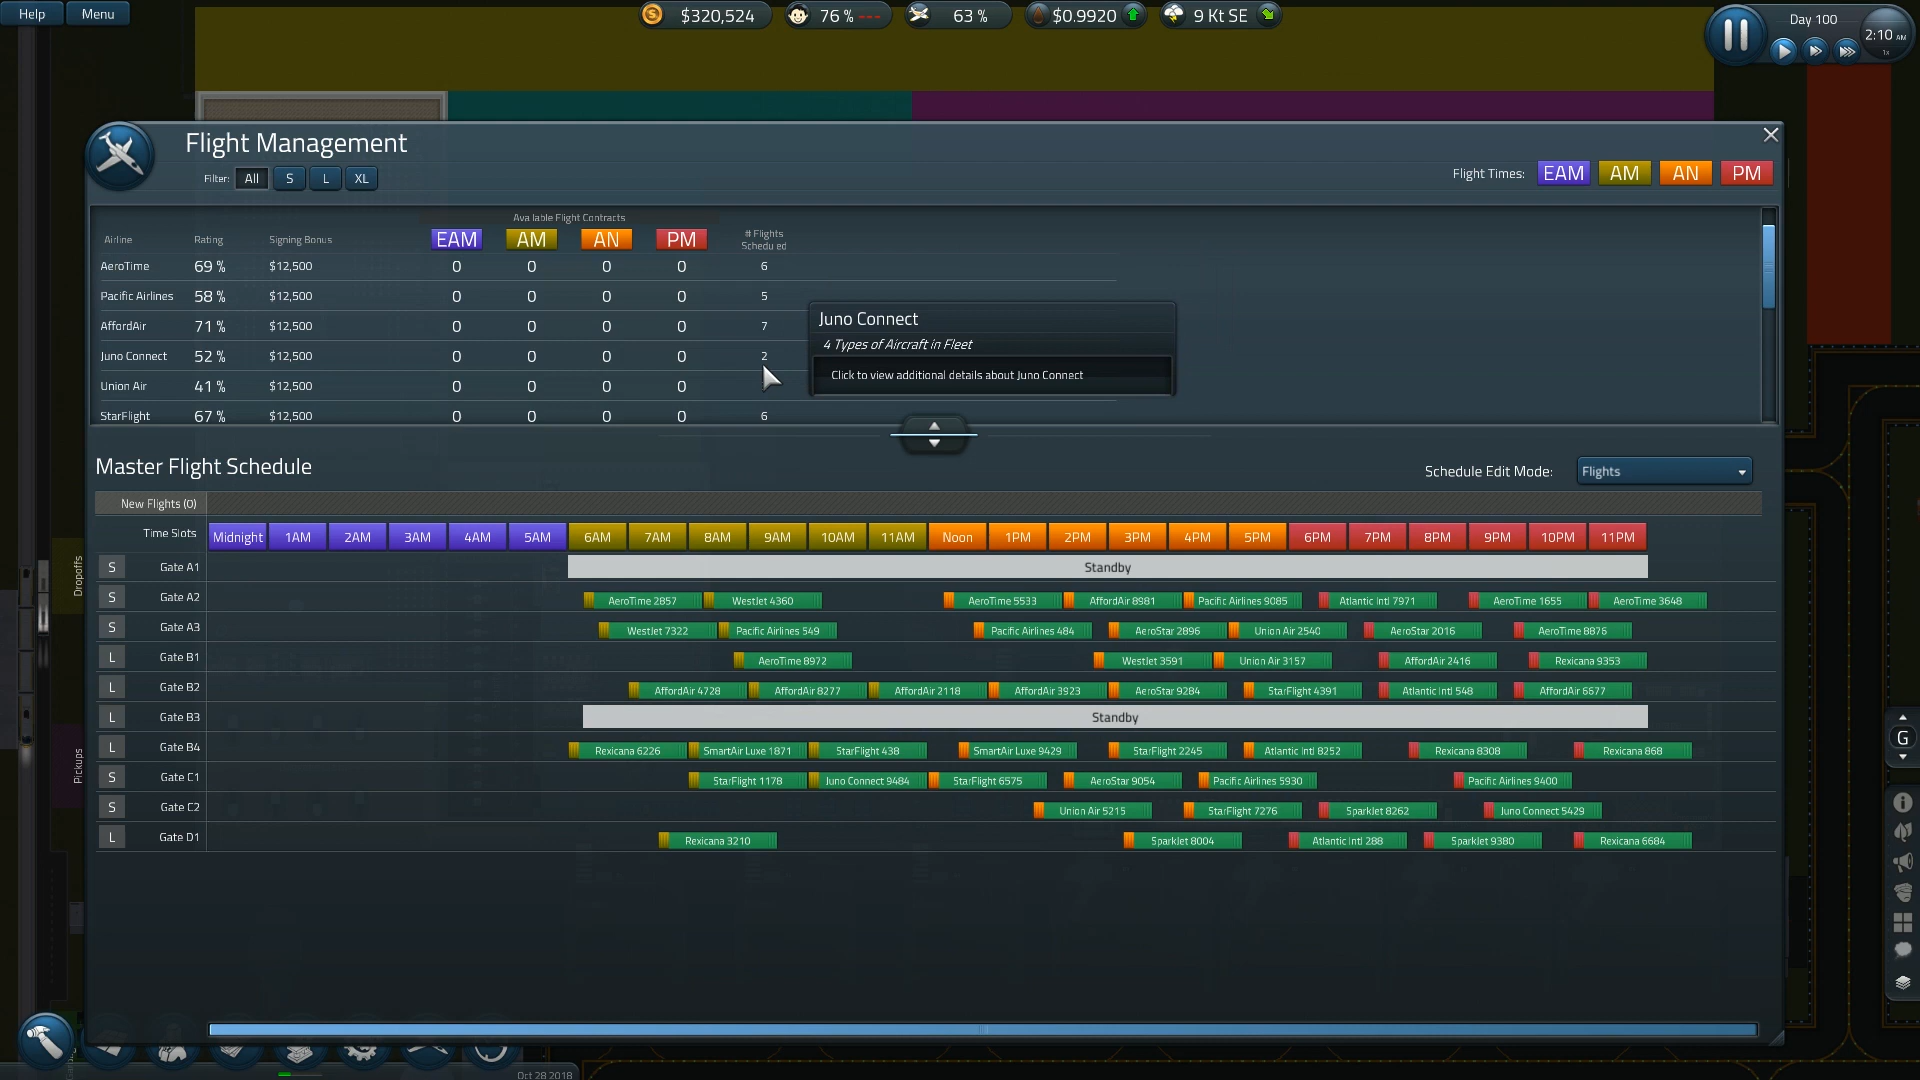 Help Menu $320,524 76 % --- 63 % $0.9920 9 Kt SE Day 100
2:10 AM
1x
Flight Management
Filter: All S L XL
Flight Times: EAM AM AN PM
Available Flight Contracts
Airline Rating Signing Bonus EAM AM AN PM # Flights Scheduled
AeroTime 69 % $12,500 0 0 0 0 6
Pacific Airlines 58 % $12,500 0 0 0 0 5
AffordAir 71 % $12,500 0 0 0 0 7
Juno Connect 52 % $12,500 0 0 0 0 2
Union Air 41 % $12,500 0 0 0 0
StarFlight 67 % $12,500 0 0 0 0 6
Juno Connect
4 Types of Aircraft in Fleet
Click to view additional details about Juno Connect
Master Flight Schedule
Schedule Edit Mode: Flights
New Flights (0)
Time Slots Midnight 1AM 2AM 3AM 4AM 5AM 6AM 7AM 8AM 9AM 10AM 11AM Noon 1PM 2PM 3PM 4PM 5PM 6PM 7PM 8PM 9PM 10PM 11PM
S Gate A1 Standby
S Gate A2 AeroTime 2857 WestJet 4360 AeroTime 5533 AffordAir 8981 Pacific Airlines 9085 Atlantic Intl 7971 AeroTime 1655 AeroTime 3648
S Gate A3 WestJet 7322 Pacific Airlines 549 Pacific Airlines 484 AeroStar 2896 Union Air 2540 AeroStar 2016 AeroTime 8876
L Gate B1 AeroTime 8972 WestJet 3591 Union Air 3157 AffordAir 2416 Rexicana 9353
L Gate B2 AffordAir 4728 AffordAir 8277 AffordAir 2118 AffordAir 3923 AeroStar 9284 StarFlight 4391 Atlantic Intl 548 AffordAir 6677
L Gate B3 Standby
L Gate B4 Rexicana 6226 SmartAir Luxe 1871 StarFlight 438 SmartAir Luxe 9429 StarFlight 2245 Atlantic Intl 8252 Rexicana 8308 Rexicana 868
S Gate C1 StarFlight 1178 Juno Connect 9484 StarFlight 6575 AeroStar 9054 Pacific Airlines 5930 Pacific Airlines 9400
S Gate C2 Union Air 5215 StarFlight 7276 SparkJet 8262 Juno Connect 5429
L Gate D1 Rexicana 3210 SparkJet 8004 Atlantic Intl 288 SparkJet 9380 Rexicana 6684
Dropoffs
Pickups
G
Oct 28 2018